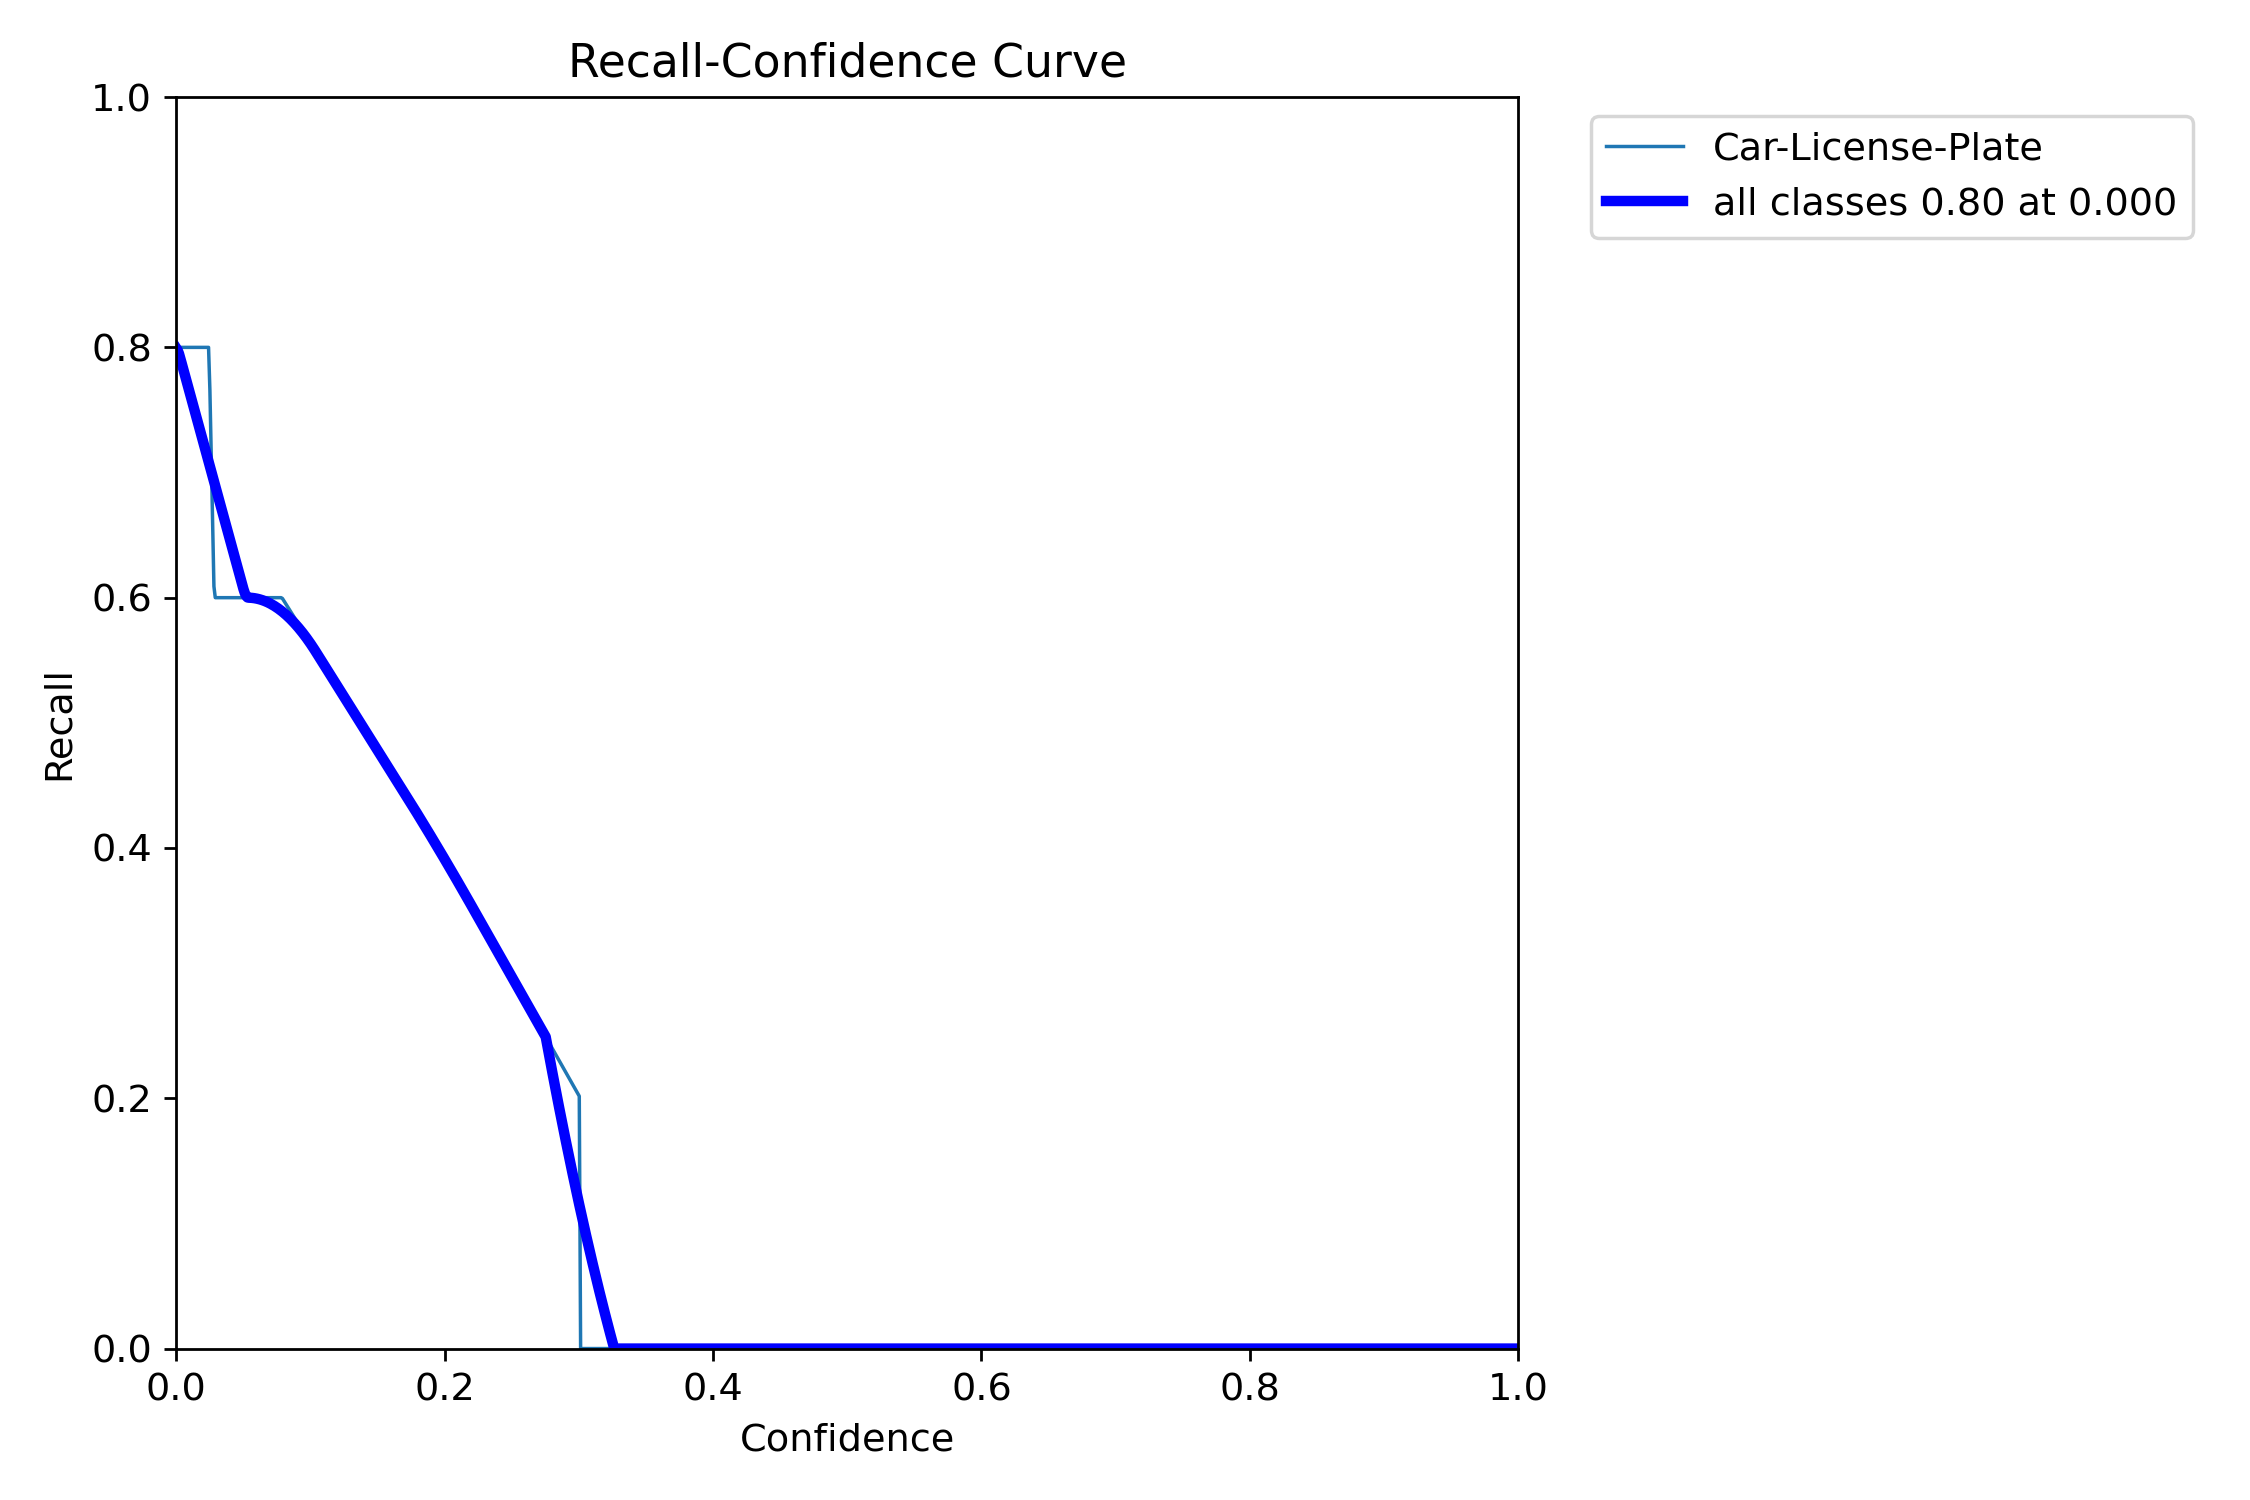 Recall-Confidence Curve
1.0
0.8
0.6
0.4
0.2
0.0
Recall
0.0 0.2 0.4 0.6 0.8 1.0
Confidence
Car-License-Plate
all classes 0.80 at 0.000